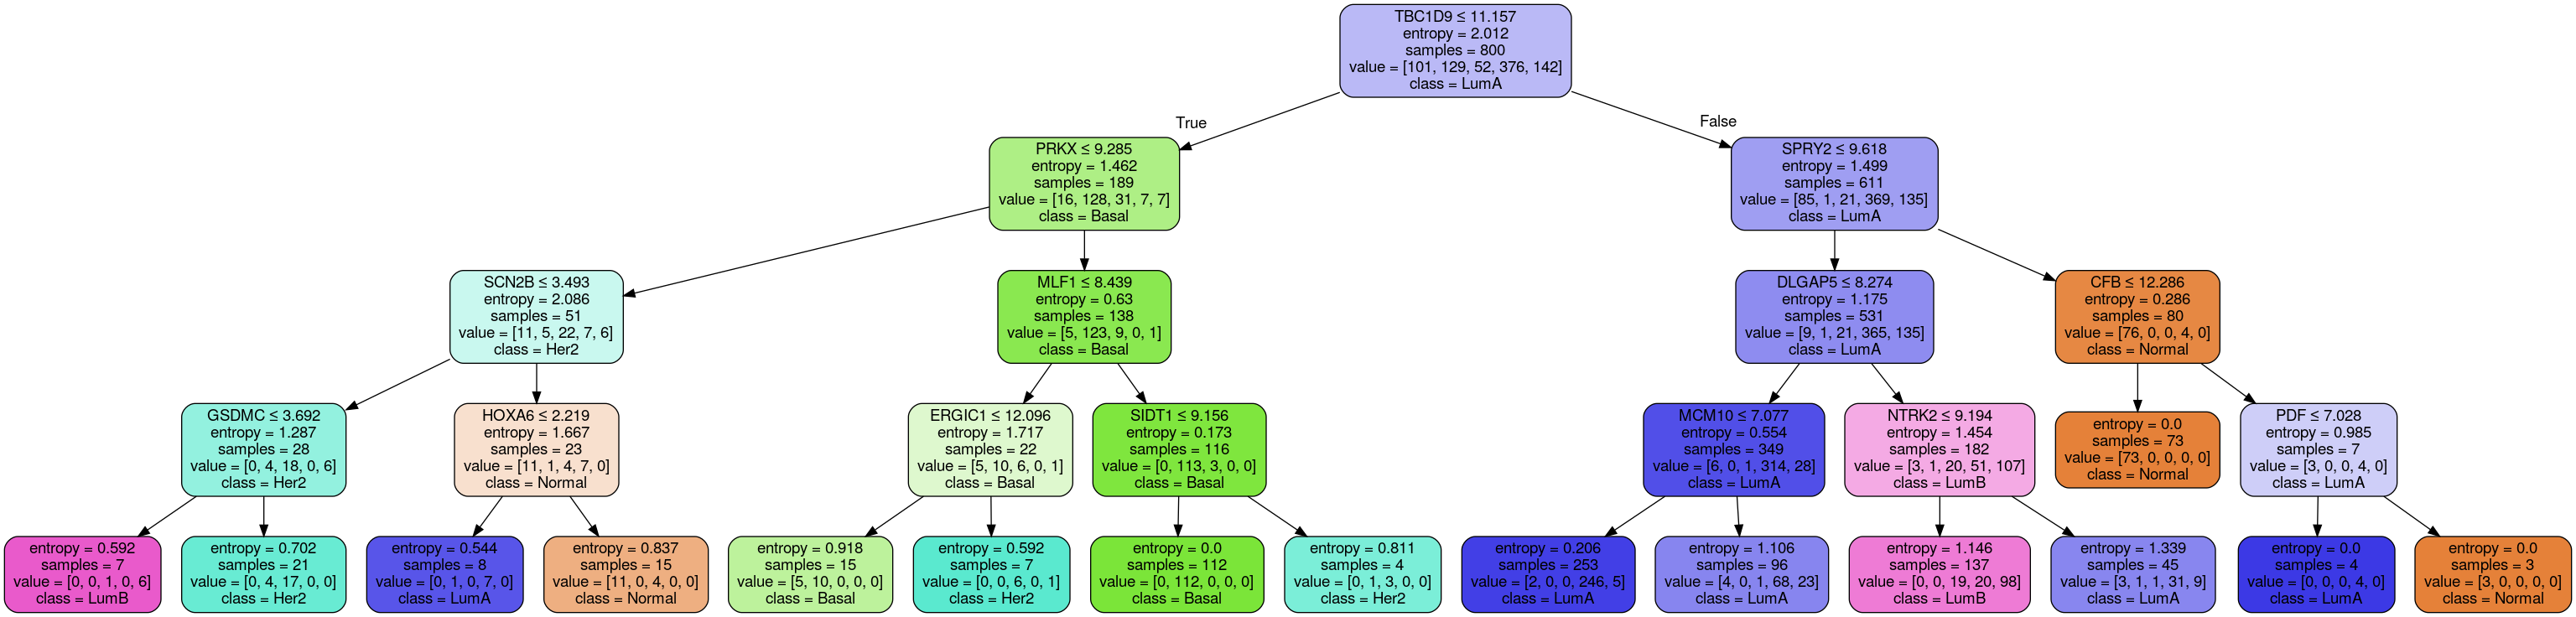 TBC1D9 ≤ 11.157
entropy = 2.012
samples = 800
value = [101, 129, 52, 376, 142]
class = LumA
True
False
PRKX ≤ 9.285
entropy = 1.462
samples = 189
value = [16, 128, 31, 7, 7]
class = Basal
SPRY2 ≤ 9.618
entropy = 1.499
samples = 611
value = [85, 1, 21, 369, 135]
class = LumA
SCN2B ≤ 3.493
entropy = 2.086
samples = 51
value = [11, 5, 22, 7, 6]
class = Her2
MLF1 ≤ 8.439
entropy = 0.63
samples = 138
value = [5, 123, 9, 0, 1]
class = Basal
DLGAP5 ≤ 8.274
entropy = 1.175
samples = 531
value = [9, 1, 21, 365, 135]
class = LumA
CFB ≤ 12.286
entropy = 0.286
samples = 80
value = [76, 0, 0, 4, 0]
class = Normal
GSDMC ≤ 3.692
entropy = 1.287
samples = 28
value = [0, 4, 18, 0, 6]
class = Her2
HOXA6 ≤ 2.219
entropy = 1.667
samples = 23
value = [11, 1, 4, 7, 0]
class = Normal
ERGIC1 ≤ 12.096
entropy = 1.717
samples = 22
value = [5, 10, 6, 0, 1]
class = Basal
SIDT1 ≤ 9.156
entropy = 0.173
samples = 116
value = [0, 113, 3, 0, 0]
class = Basal
MCM10 ≤ 7.077
entropy = 0.554
samples = 349
value = [6, 0, 1, 314, 28]
class = LumA
NTRK2 ≤ 9.194
entropy = 1.454
samples = 182
value = [3, 1, 20, 51, 107]
class = LumB
entropy = 0.0
samples = 73
value = [73, 0, 0, 0, 0]
class = Normal
PDF ≤ 7.028
entropy = 0.985
samples = 7
value = [3, 0, 0, 4, 0]
class = LumA
entropy = 0.592
samples = 7
value = [0, 0, 1, 0, 6]
class = LumB
entropy = 0.702
samples = 21
value = [0, 4, 17, 0, 0]
class = Her2
entropy = 0.544
samples = 8
value = [0, 1, 0, 7, 0]
class = LumA
entropy = 0.837
samples = 15
value = [11, 0, 4, 0, 0]
class = Normal
entropy = 0.918
samples = 15
value = [5, 10, 0, 0, 0]
class = Basal
entropy = 0.592
samples = 7
value = [0, 0, 6, 0, 1]
class = Her2
entropy = 0.0
samples = 112
value = [0, 112, 0, 0, 0]
class = Basal
entropy = 0.811
samples = 4
value = [0, 1, 3, 0, 0]
class = Her2
entropy = 0.206
samples = 253
value = [2, 0, 0, 246, 5]
class = LumA
entropy = 1.106
samples = 96
value = [4, 0, 1, 68, 23]
class = LumA
entropy = 1.146
samples = 137
value = [0, 0, 19, 20, 98]
class = LumB
entropy = 1.339
samples = 45
value = [3, 1, 1, 31, 9]
class = LumA
entropy = 0.0
samples = 4
value = [0, 0, 0, 4, 0]
class = LumA
entropy = 0.0
samples = 3
value = [3, 0, 0, 0, 0]
class = Normal